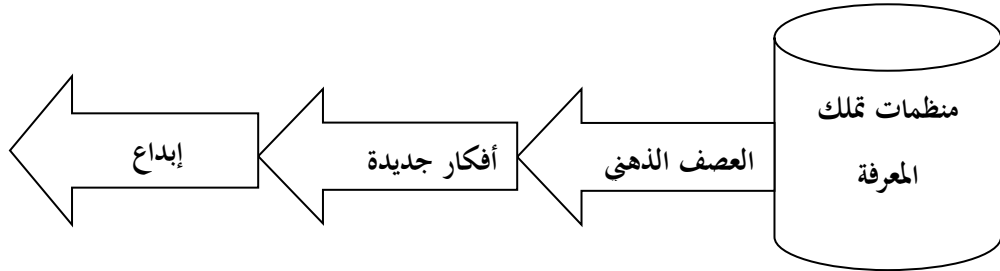 منظمات تملك
المعرفة
العصف الذهني
أفكار جديدة
إبداع